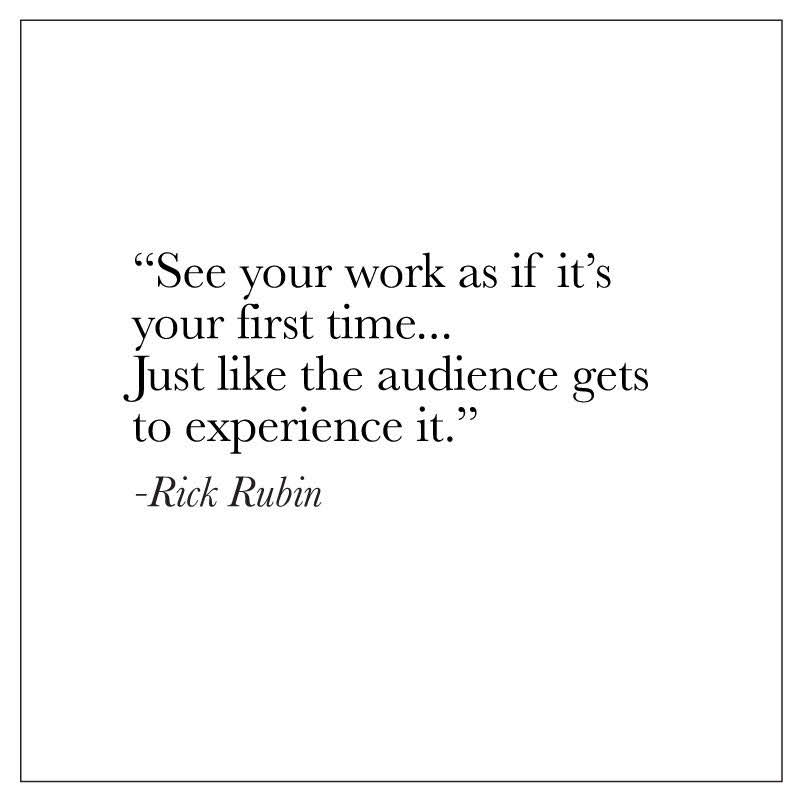 “See your work as if it’s
your first time...
Just like the audience gets
to experience it.”
-Rick Rubin